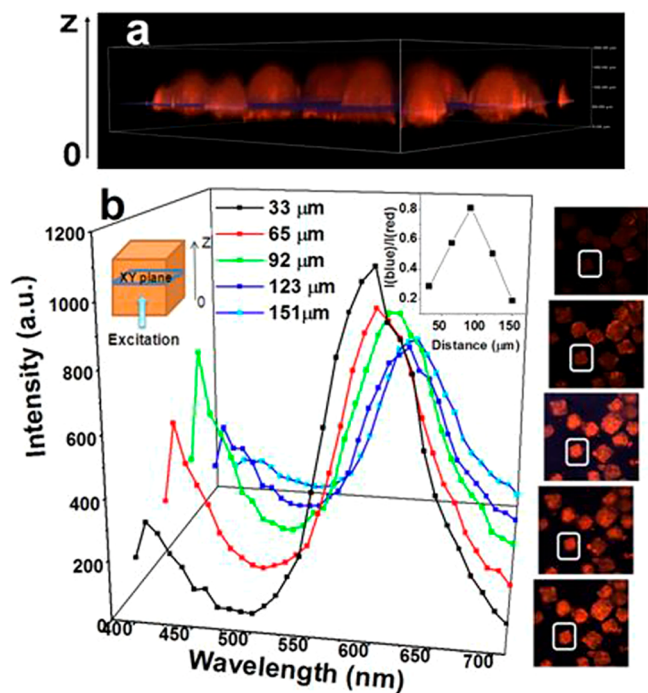 Z
a
0
b
1200
1000
800
600
400
200
Intensity (a.u.)
33 μm
65 μm
92 μm
123 μm
151μm
XY plane
Z
0
Excitation
I(blue)/I(red)
0.8
0.6
0.4
0.2
50 100 150
Distance (μm)
400 450 500 550 600 650 700
Wavelength (nm)